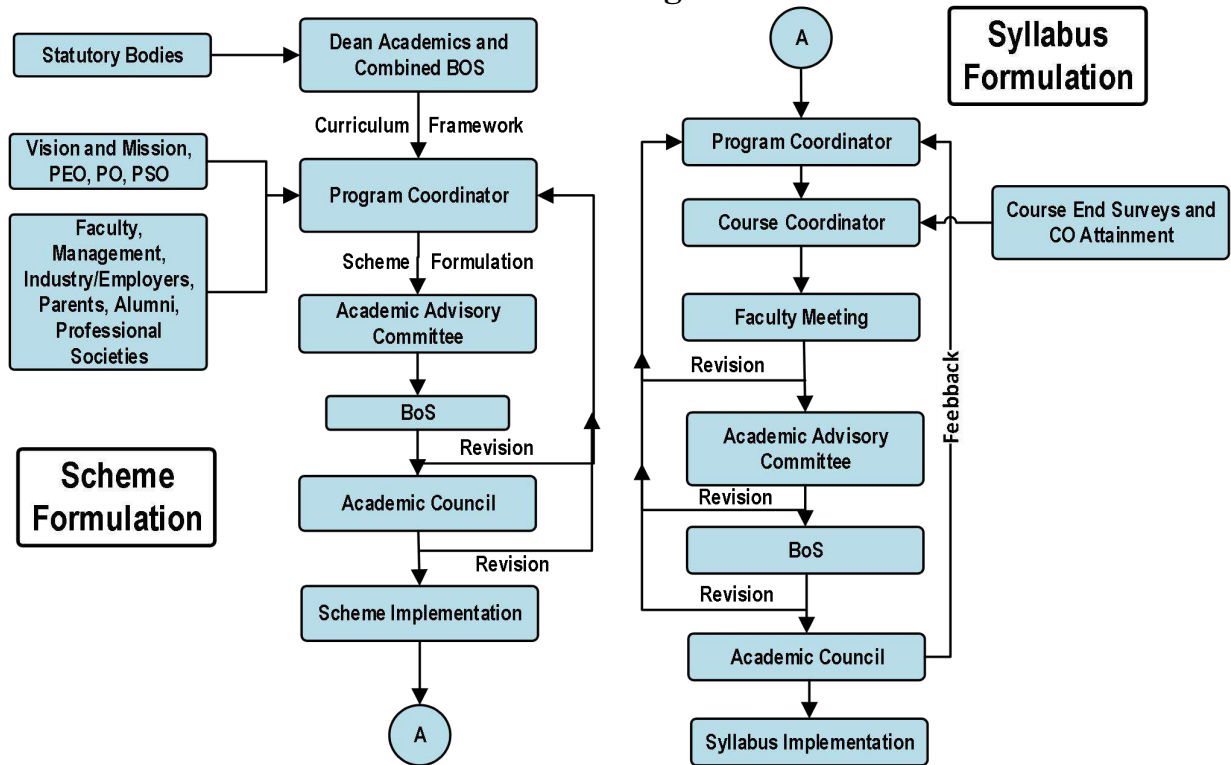 Statutory Bodies
Dean Academics and
Combined BOS
Curriculum Framework
Vision and Mission,
PEO, PO, PSO
Program Coordinator
Faculty,
Management,
Industry/Employers,
Parents, Alumni,
Professional
Societies
Scheme Formulation
Academic Advisory
Committee
BoS
Revision
Academic Council
Revision
Scheme Implementation
A
Scheme
Formulation
A
Syllabus
Formulation
Program Coordinator
Course Coordinator
Course End Surveys and
CO Attainment
Faculty Meeting
Revision
Academic Advisory
Committee
Revision
BoS
Revision
Academic Council
Feebback
Syllabus Implementation